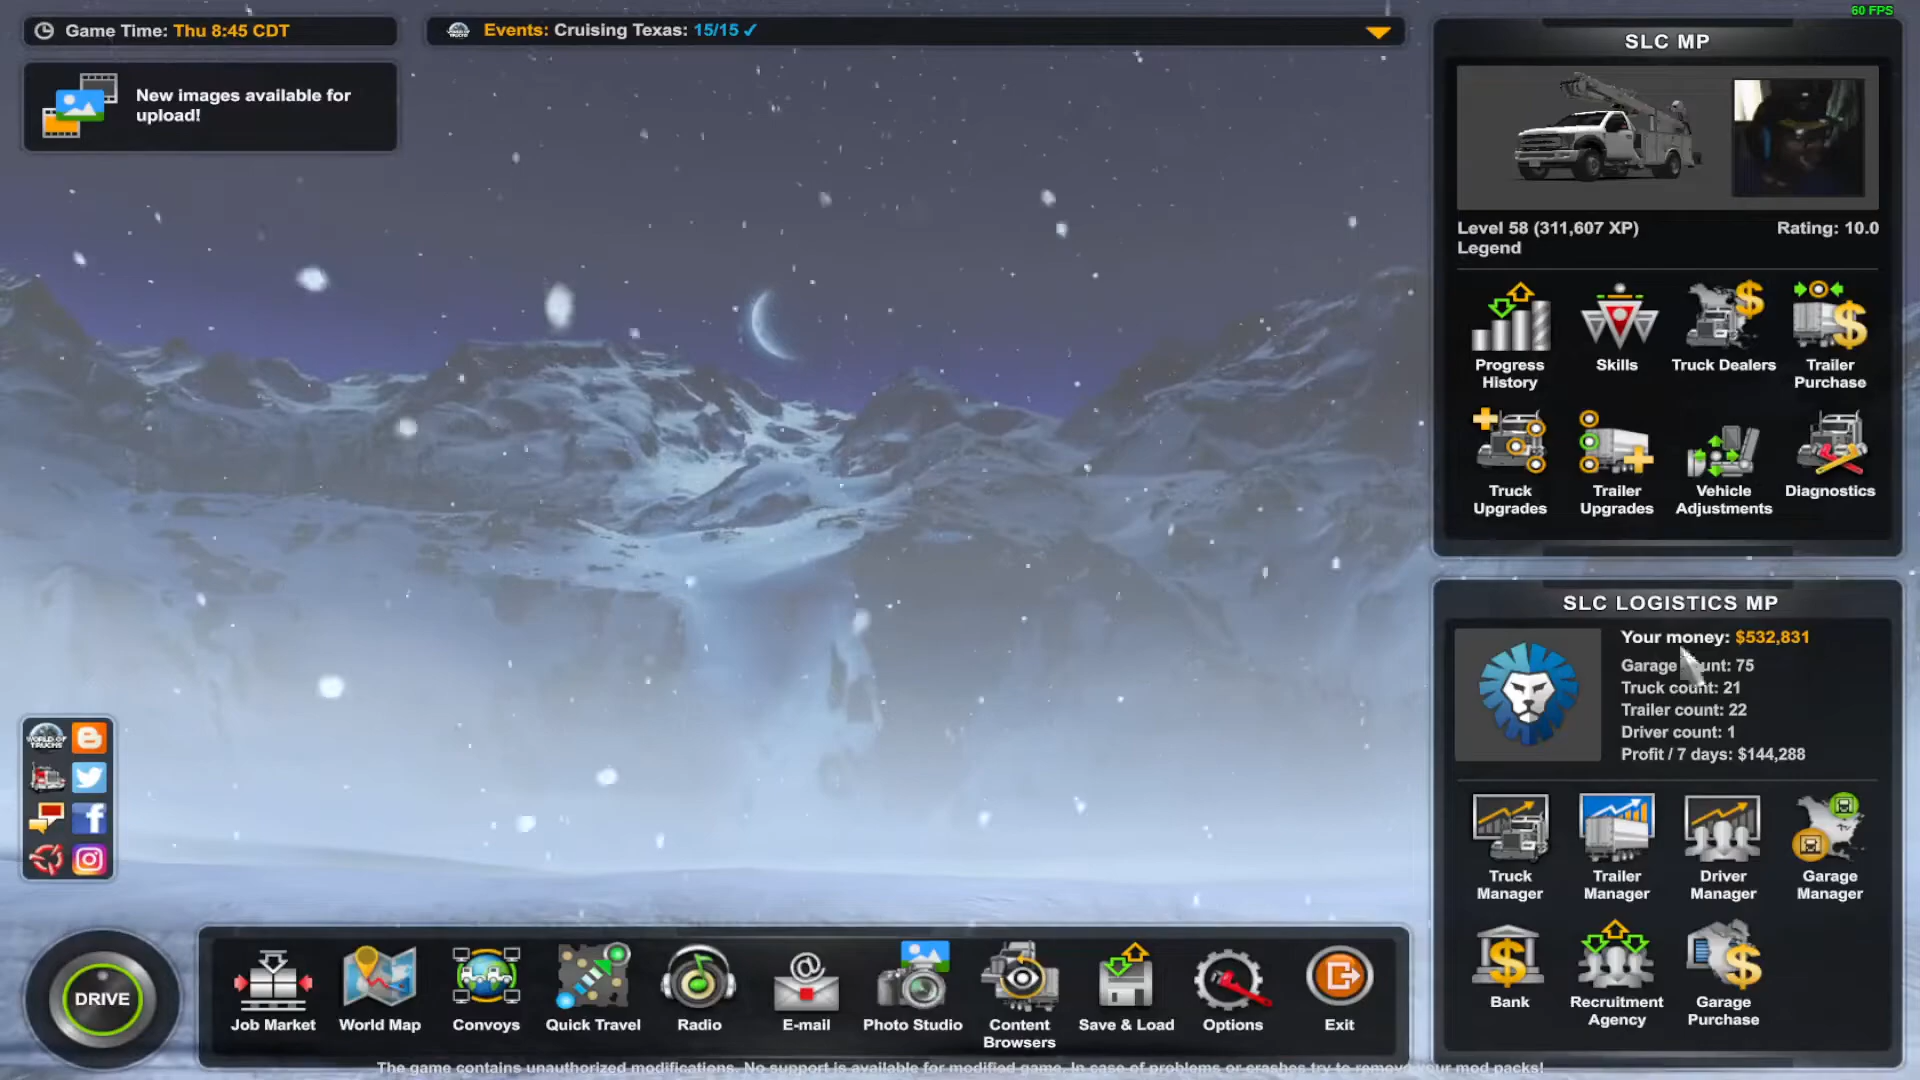 60 FPS
Game Time: Thu 8:45 CDT
Events: Cruising Texas: 15/15 ✓
New images available for
upload!
SLC MP
Level 58 (311,607 XP)
Rating: 10.0
Legend
Progress
History
Skills
Truck Dealers
Trailer
Purchase
Truck
Upgrades
Trailer
Upgrades
Vehicle
Adjustments
Diagnostics
SLC LOGISTICS MP
Your money: $532,831
Garage count: 75
Truck count: 21
Trailer count: 22
Driver count: 1
Profit / 7 days: $144,288
Truck
Manager
Trailer
Manager
Driver
Manager
Garage
Manager
Bank
Recruitment
Agency
Garage
Purchase
WORLD OF
TRUCKS
DRIVE
Job Market
World Map
Convoys
Quick Travel
Radio
E-mail
Photo Studio
Content
Browsers
Save & Load
Options
Exit
The game contains unauthorized modifications. No support is available for modified game. In case of problems or crashes try to remove your mod packs!